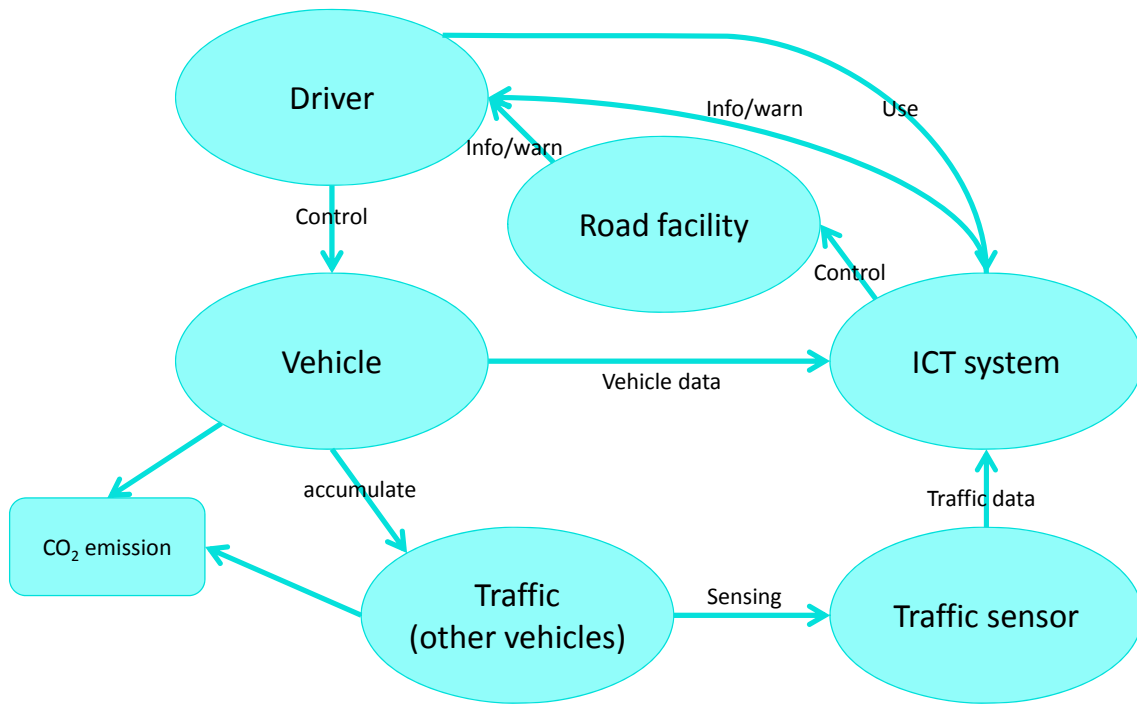 Driver
Info/warn
Use
Info/warn
Control
Road facility
Control
Vehicle
Vehicle data
ICT system
accumulate
Traffic data
CO₂ emission
Traffic
(other vehicles)
Sensing
Traffic sensor